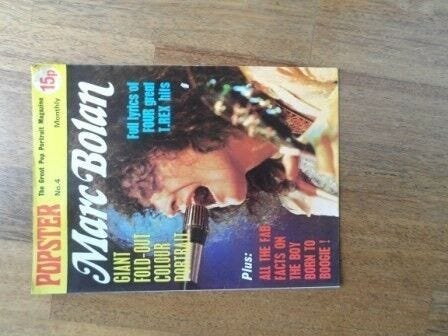 POPSTER
The Great Pop Portrait Magazine
15p
No.4
Monthly
Marc Bolan
GIANT
FOLD-OUT
COLOUR
PORTRAIT
Full lyrics of
FOUR great
T.REX hits
Plus:
ALL THE FAB
FACTS ON
THE BOY
BORN TO
BOOGIE!